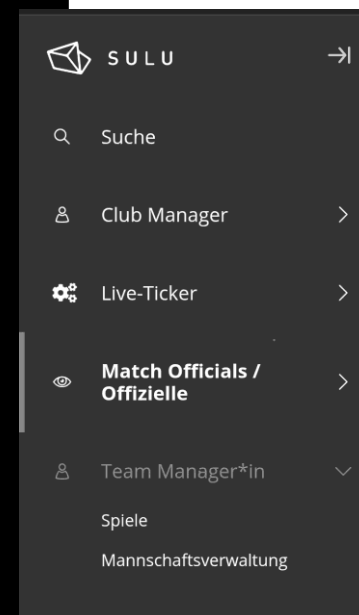 SULU
Suche
Club Manager
Live-Ticker
Match Officials /
Offizielle
Team Manager*in
Spiele
Mannschaftsverwaltung